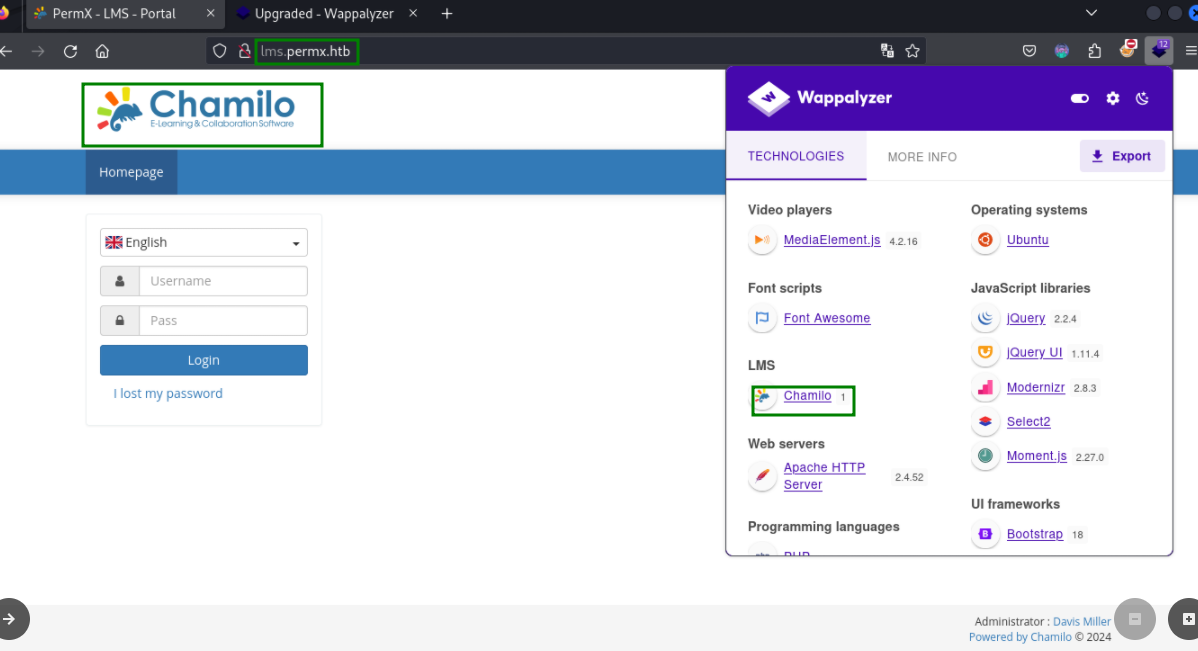 PermX - LMS - Portal
Upgraded - Wappalyzer
lms.permx.htb
12
Chamilo
E-Learning & Collaboration Software
Homepage
English
Username
Pass
Login
I lost my password
Wappalyzer
TECHNOLOGIES
MORE INFO
Export
Video players
MediaElement.js 4.2.16
Font scripts
Font Awesome
LMS
Chamilo 1
Web servers
Apache HTTP
Server 2.4.52
Programming languages
PHP
Operating systems
Ubuntu
JavaScript libraries
jQuery 2.2.4
jQuery UI 1.11.4
Modernizr 2.8.3
Select2
Moment.js 2.27.0
UI frameworks
Bootstrap 18
Administrator : Davis Miller
Powered by Chamilo © 2024